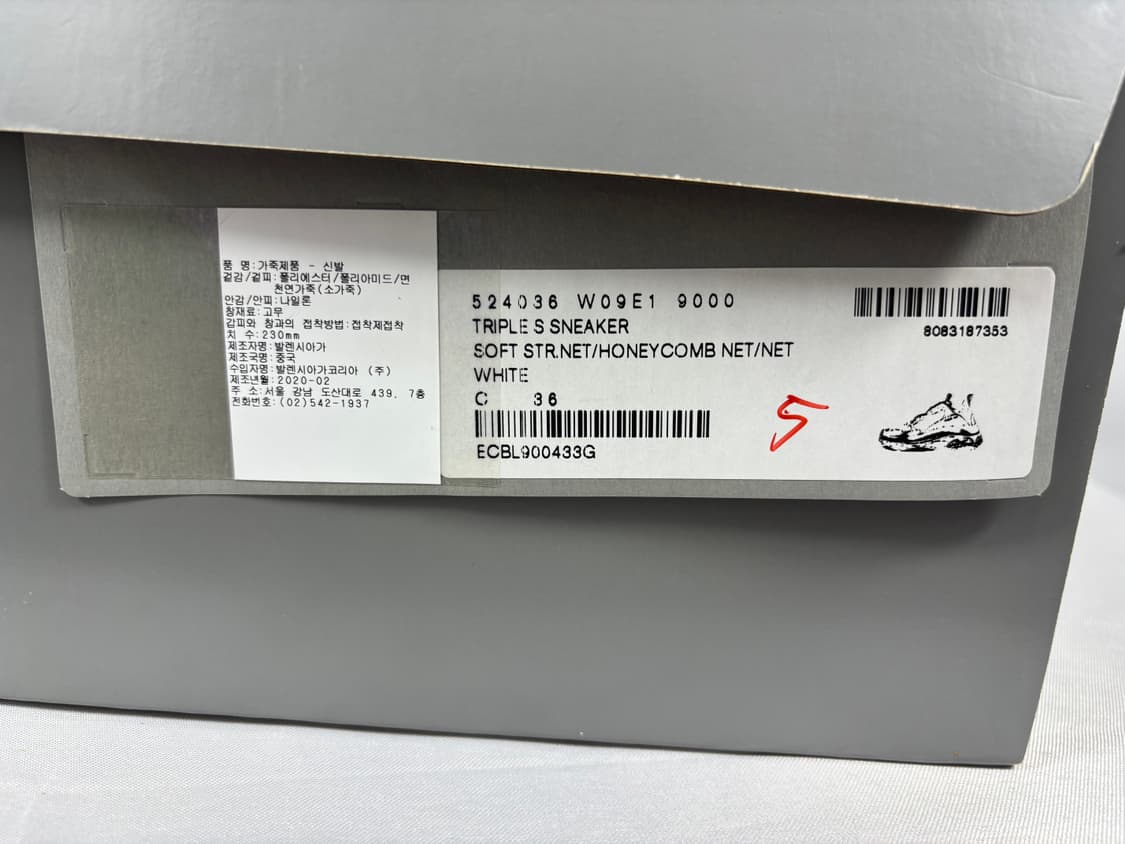 품 명:가죽제품 - 신발
겉감/겉피:폴리에스터/폴리아미드/면
천연가죽(소가죽)
안감/안피:나일론
창재료:고무
갑피와 창과의 접착방법:접착제접착
치 수:230mm
제조자명:발렌시아가
제조국명:중국
수입자명:발렌시아가코리아 (주)
제조년월:2020-02
주 소:서울 강남 도산대로 439, 7층
전화번호:(02)542-1937
524036 W09E1 9000
TRIPLE S SNEAKER
SOFT STR.NET/HONEYCOMB NET/NET
WHITE
C 36
ECBL900433G
8083187353
5